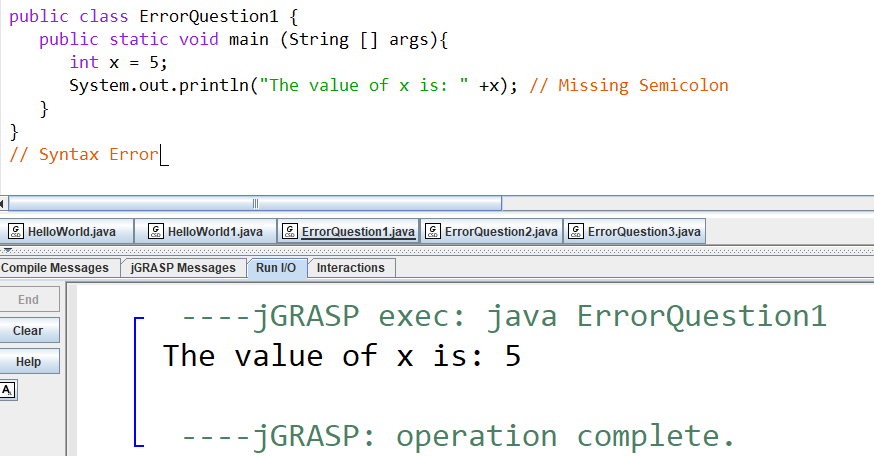 public class ErrorQuestion1 {
public static void main (String [] args){
int x = 5;
System.out.println("The value of x is: " +x); // Missing Semicolon
}
}
// Syntax Error
HelloWorld.java HelloWorld1.java ErrorQuestion1.java ErrorQuestion2.java ErrorQuestion3.java
Compile Messages jGRASP Messages Run I/O Interactions
End
Clear
Help
A
----jGRASP exec: java ErrorQuestion1
The value of x is: 5
----jGRASP: operation complete.